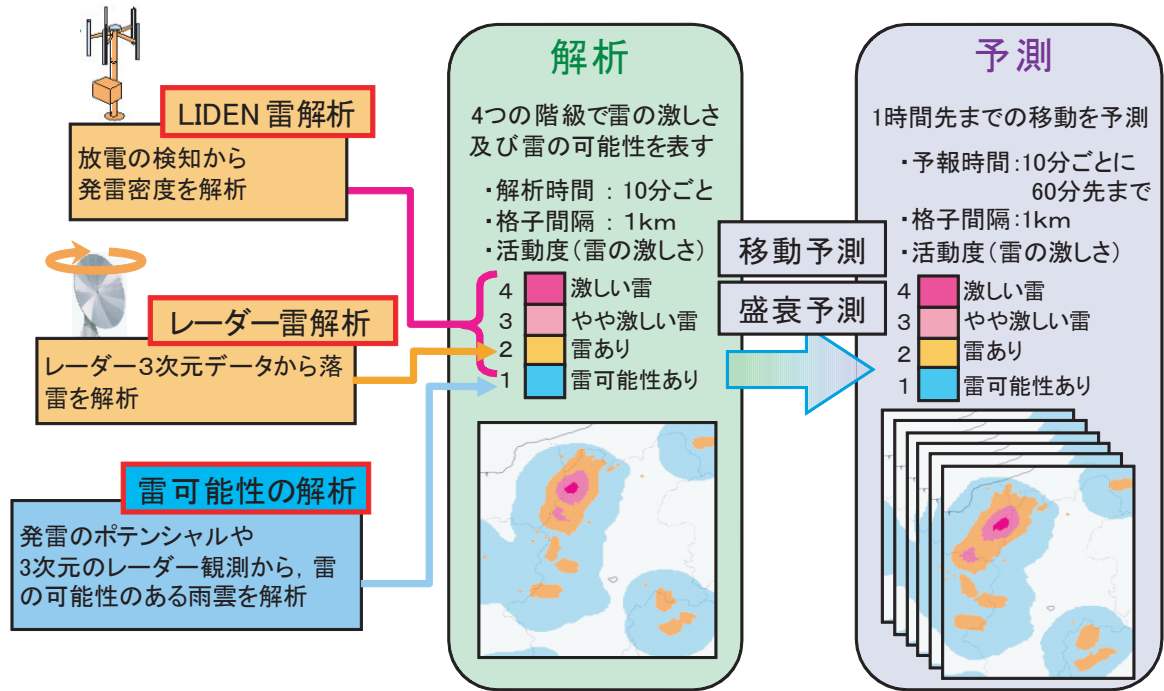 LIDEN 雷解析
放電の検知から
発雷密度を解析
レーダー雷解析
レーダー3次元データから落
雷を解析
雷可能性の解析
発雷のポテンシャルや
3次元のレーダー観測から,雷
の可能性のある雨雲を解析
解析
4つの階級で雷の激しさ
及び雷の可能性を表す
・解析時間 : 10分ごと
・格子間隔 : 1km
・活動度(雷の激しさ)
4 激しい雷
3 やや激しい雷
2 雷あり
1 雷可能性あり
移動予測
盛衰予測
予測
1時間先までの移動を予測
・予報時間:10分ごとに
60分先まで
・格子間隔:1km
・活動度(雷の激しさ)
4 激しい雷
3 やや激しい雷
2 雷あり
1 雷可能性あり